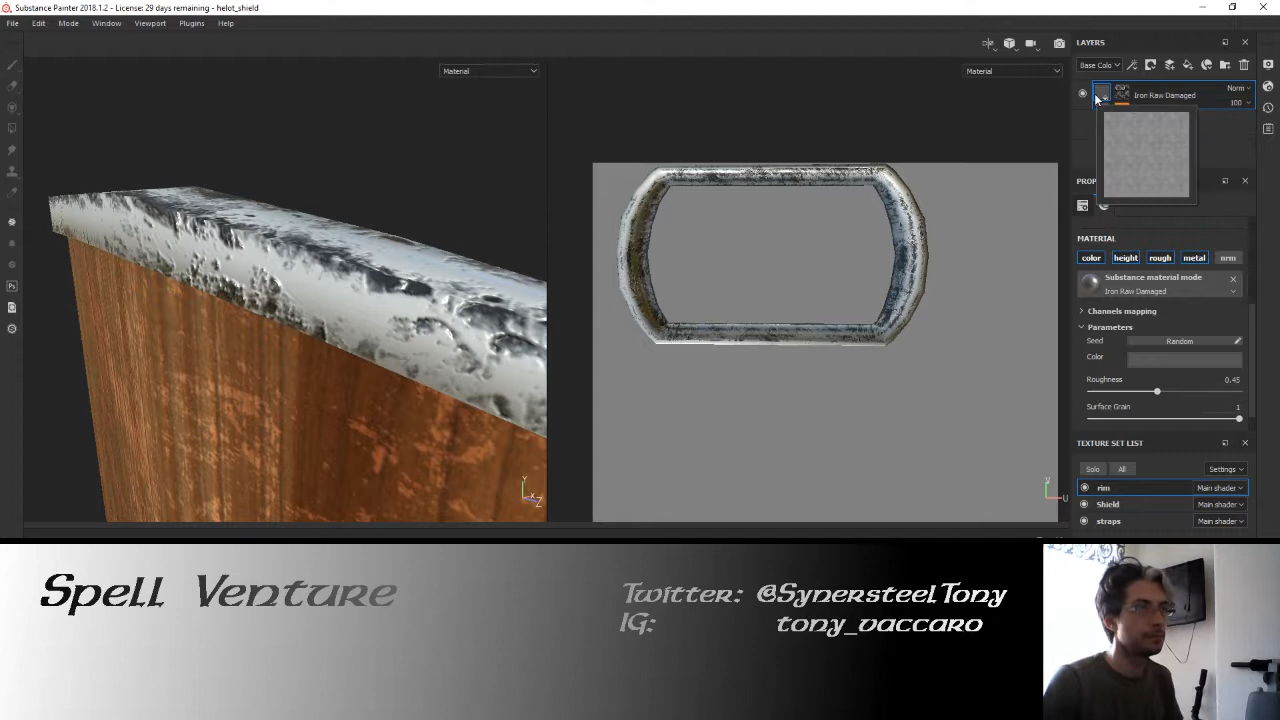 Substance Painter 2018.1.2 - License: 29 days remaining - helot_shield
File Edit Mode Window Viewport Plugins Help
LAYERS
Material
Material
Base Colo
Norm
Iron Raw Damaged
100
PROP
MATERIAL
color height rough metal nrm
Substance material mode
Iron Raw Damaged
Channels mapping
Parameters
Seed Random
Color
Roughness 0.45
Surface Grain 1
TEXTURE SET LIST
Solo All Settings
rim Main shader
Shield Main shader
straps Main shader
Ps
Y
X
Z
U
Spell Venture
Twitter: @SynersteelTony
IG: tony_vaccaro